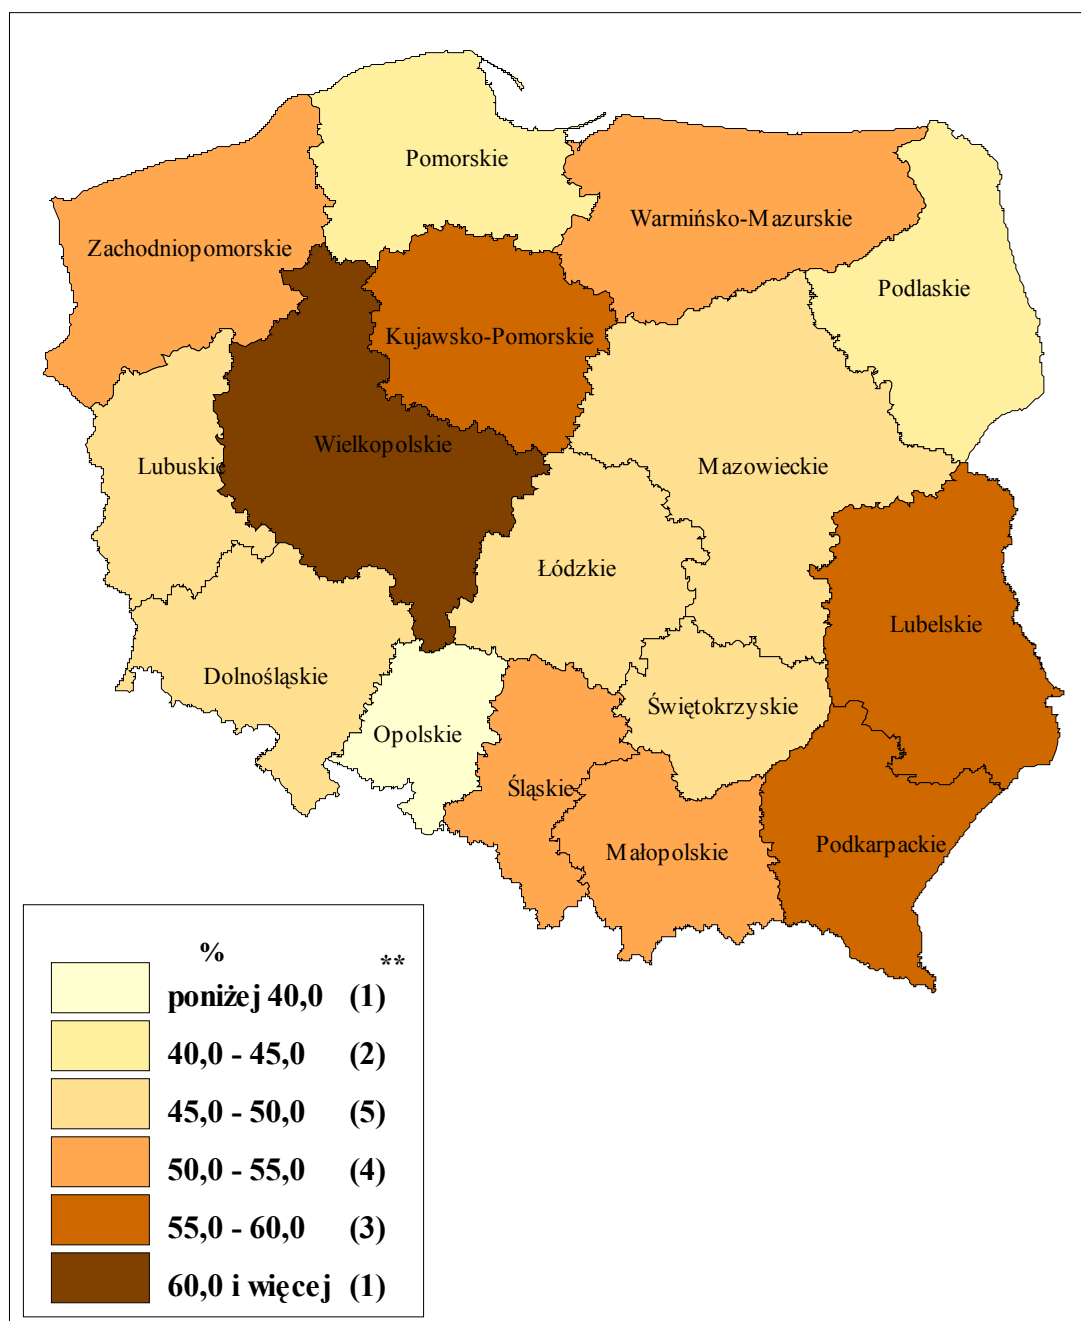 Pomorskie
Warmińsko-Mazurskie
Zachodniopomorskie
Podlaskie
Kujawsko-Pomorskie
Wielkopolskie
Lubuskie
Mazowieckie
Łódzkie
Lubelskie
Dolnośląskie
Świętokrzyskie
Opolskie
Śląskie
Podkarpackie
Małopolskie
% **
poniżej 40,0 (1)
40,0 - 45,0 (2)
45,0 - 50,0 (5)
50,0 - 55,0 (4)
55,0 - 60,0 (3)
60,0 i więcej (1)